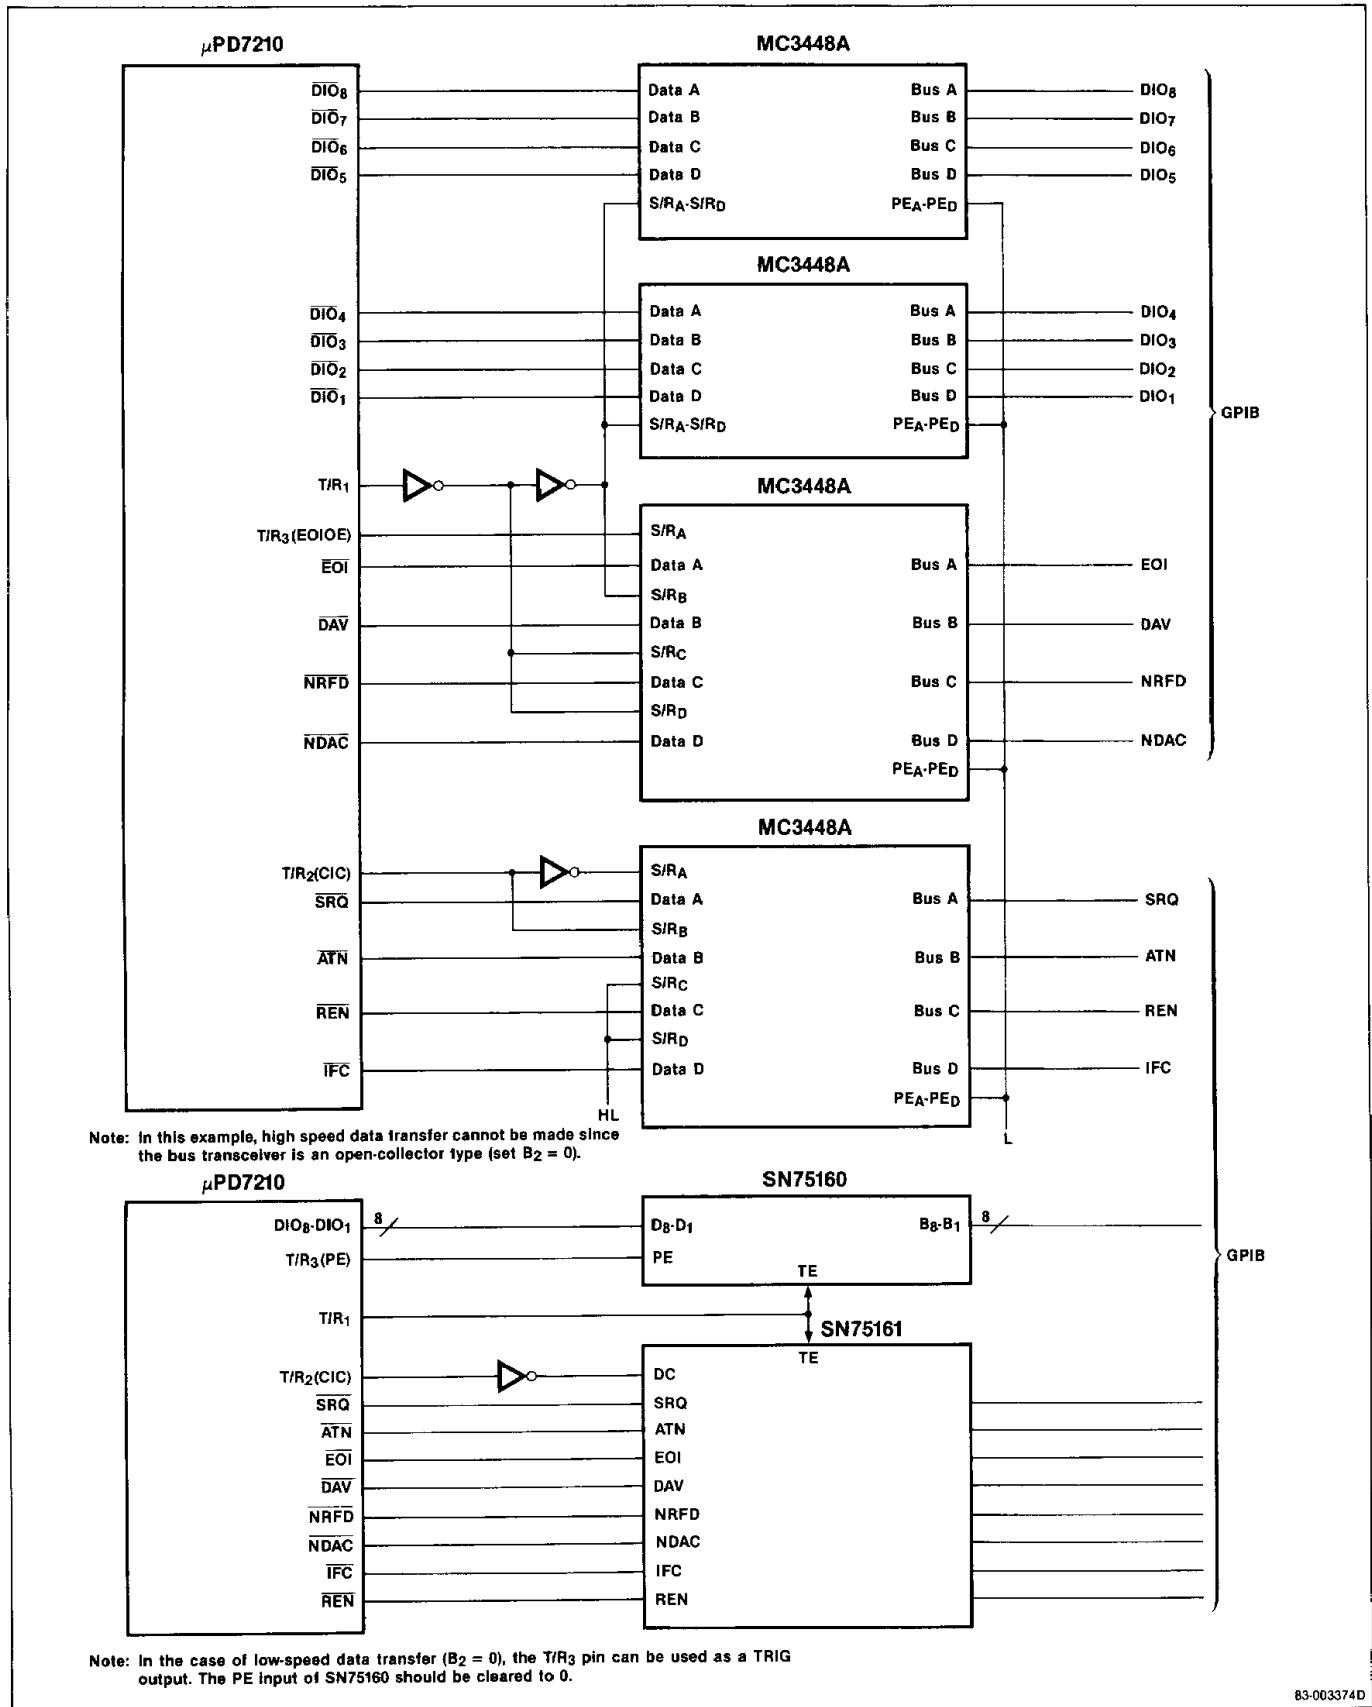 μPD7210 MC3448A
DIO8 Data A Bus A DIO8
DIO7 Data B Bus B DIO7
DIO6 Data C Bus C DIO6
DIO5 Data D Bus D DIO5
S/RA-S/RD PEA-PED
MC3448A
DIO4 Data A Bus A DIO4
DIO3 Data B Bus B DIO3
DIO2 Data C Bus C DIO2
DIO1 Data D Bus D DIO1
GPIB
S/RA-S/RD PEA-PED
MC3448A
T/R1
T/R3(EOIOE) S/RA
EOI Data A Bus A EOI
S/RB
DAV Data B Bus B DAV
S/RC
NRFD Data C Bus C NRFD
S/RD
NDAC Data D Bus D NDAC
PEA-PED
MC3448A
T/R2(CIC) S/RA
SRQ Data A Bus A SRQ
S/RB
ATN Data B Bus B ATN
S/RC
REN Data C Bus C REN
S/RD
IFC Data D Bus D IFC
PEA-PED
HL L
Note: In this example, high speed data transfer cannot be made since
the bus transceiver is an open-collector type (set B2 = 0).
μPD7210 SN75160
DIO8-DIO1 8 D8-D1 B8-B1 8
T/R3(PE) PE GPIB
TE
T/R1
SN75161
TE
T/R2(CIC) DC
SRQ SRQ
ATN ATN
EOI EOI
DAV DAV
NRFD NRFD
NDAC NDAC
IFC IFC
REN REN
Note: In the case of low-speed data transfer (B2 = 0), the T/R3 pin can be used as a TRIG
output. The PE input of SN75160 should be cleared to 0.
83-003374D